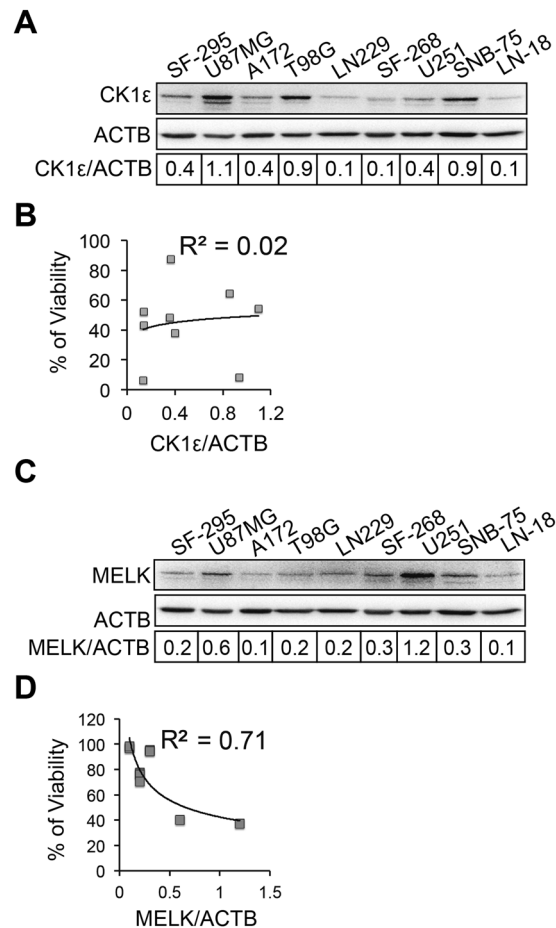 A
SF-295 U87MG A172 T98G LN229 SF-268 U251 SNB-75 LN-18
CK1ε
ACTB
CK1ε/ACTB 0.4 1.1 0.4 0.9 0.1 0.1 0.4 0.9 0.1
B
R² = 0.02
% of Viability
100
80
60
40
20
0
0 0.4 0.8 1.2
CK1ε/ACTB
C
SF-295 U87MG A172 T98G LN229 SF-268 U251 SNB-75 LN-18
MELK
ACTB
MELK/ACTB 0.2 0.6 0.1 0.2 0.2 0.3 1.2 0.3 0.1
D
R² = 0.71
% of Viability
120
100
80
60
40
20
0
0 0.5 1 1.5
MELK/ACTB